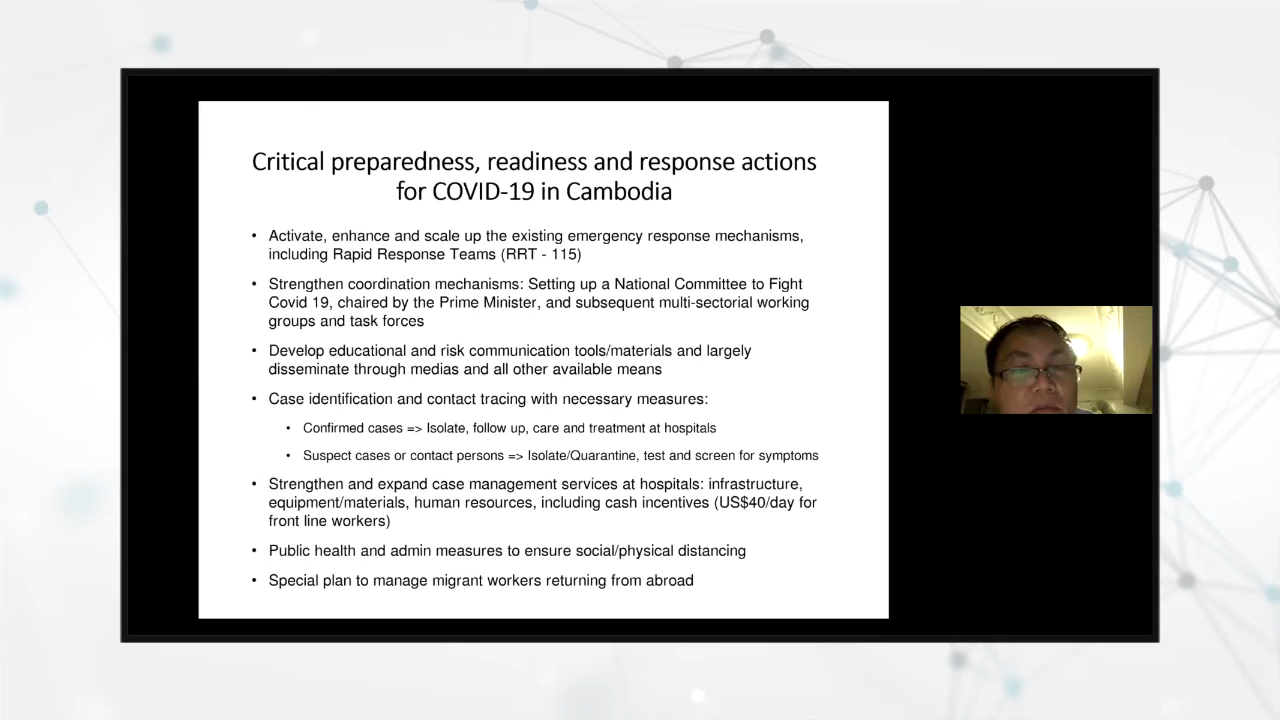 Critical preparedness, readiness and response actions
for COVID-19 in Cambodia
• Activate, enhance and scale up the existing emergency response mechanisms,
including Rapid Response Teams (RRT - 115)
• Strengthen coordination mechanisms: Setting up a National Committee to Fight
Covid 19, chaired by the Prime Minister, and subsequent multi-sectorial working
groups and task forces
• Develop educational and risk communication tools/materials and largely
disseminate through medias and all other available means
• Case identification and contact tracing with necessary measures:
• Confirmed cases => Isolate, follow up, care and treatment at hospitals
• Suspect cases or contact persons => Isolate/Quarantine, test and screen for symptoms
• Strengthen and expand case management services at hospitals: infrastructure,
equipment/materials, human resources, including cash incentives (US$40/day for
front line workers)
• Public health and admin measures to ensure social/physical distancing
• Special plan to manage migrant workers returning from abroad